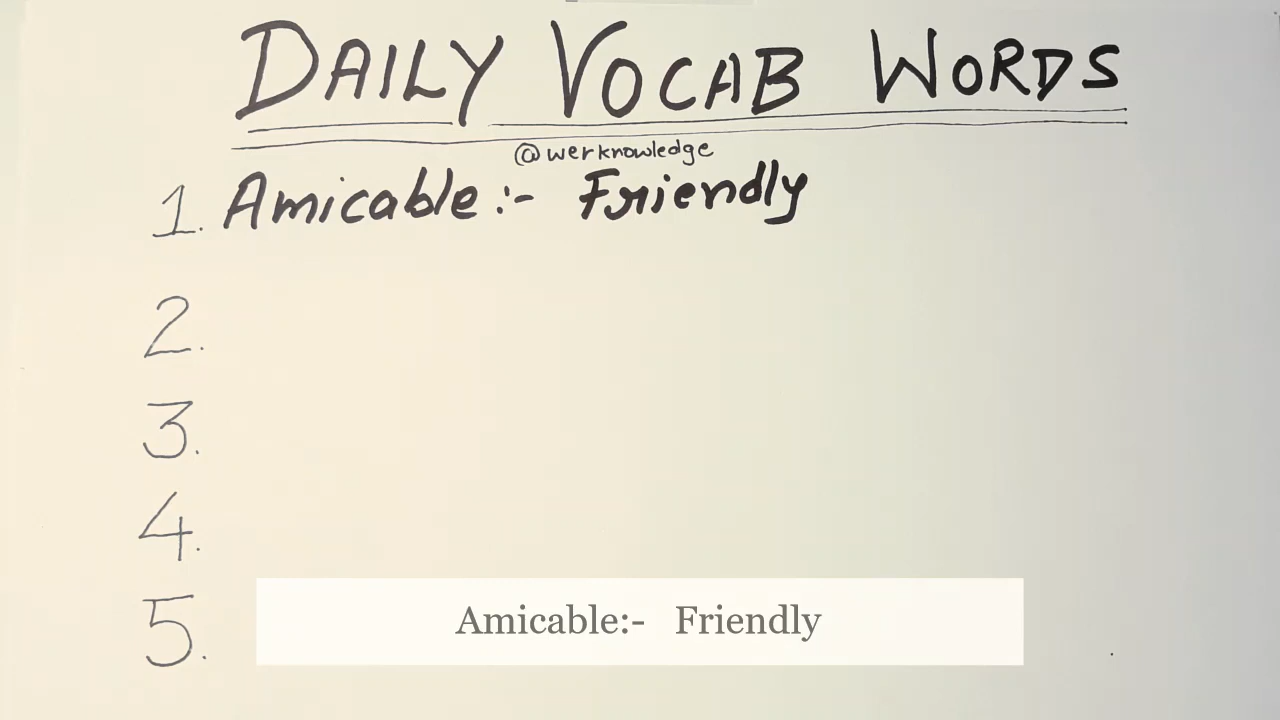 DAILY VOCAB WORDS
@werknowledge
1. Amicable:- Friendly
2.
3.
4.
5.
Amicable:- Friendly